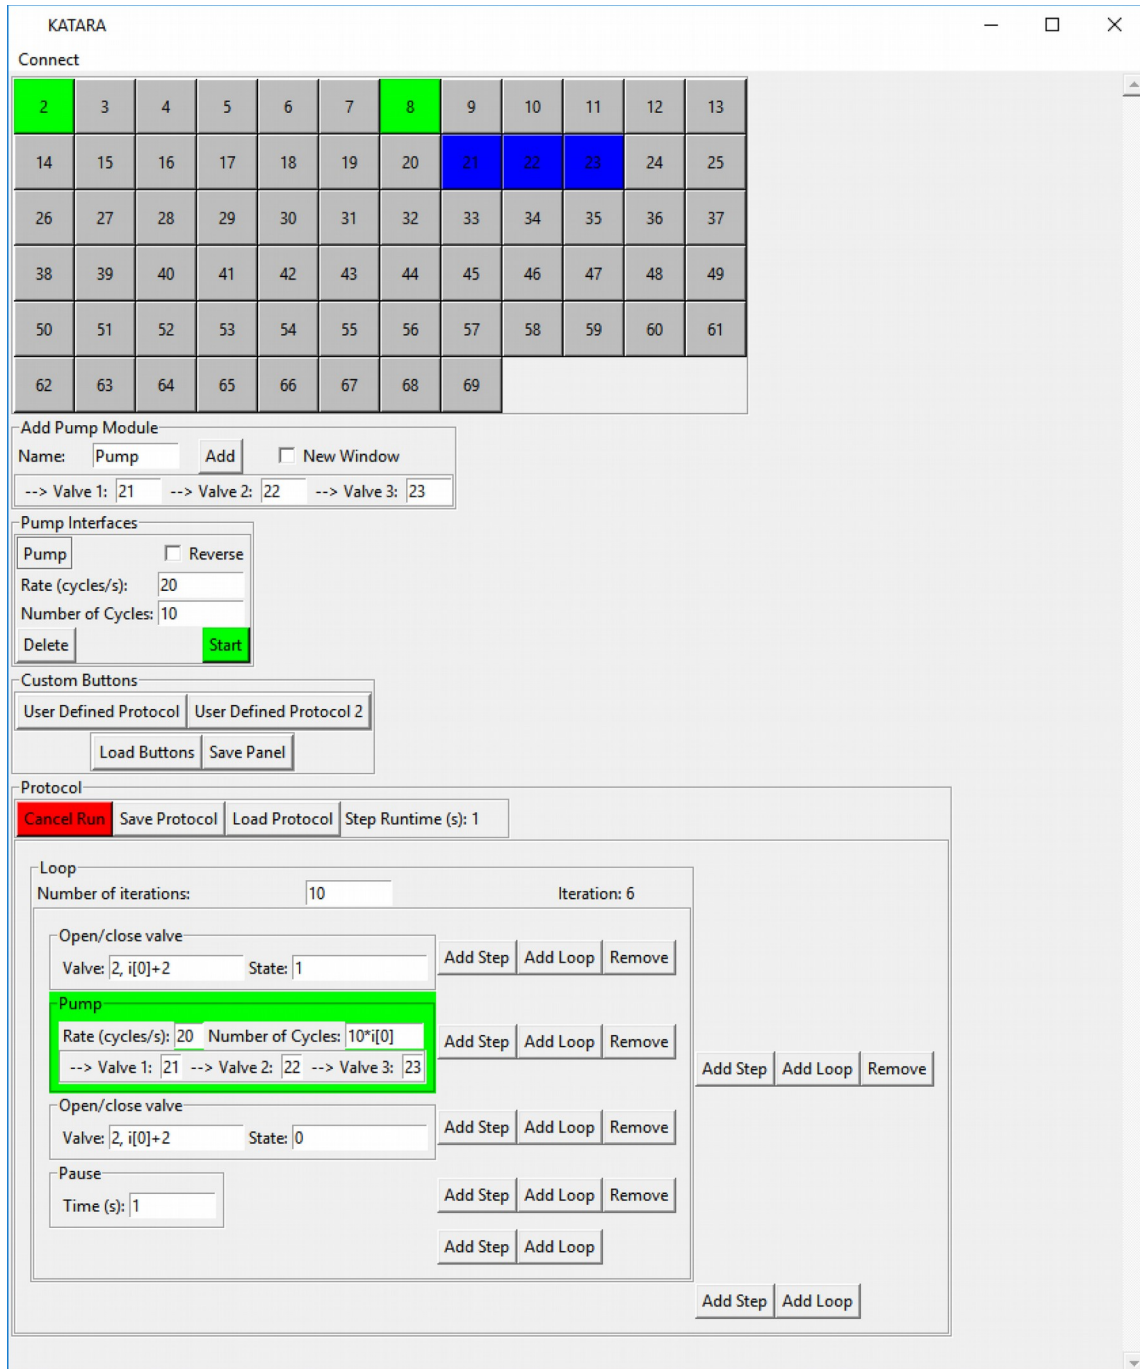 KATARA
Connect
2 3 4 5 6 7 8 9 10 11 12 13
14 15 16 17 18 19 20 21 22 23 24 25
26 27 28 29 30 31 32 33 34 35 36 37
38 39 40 41 42 43 44 45 46 47 48 49
50 51 52 53 54 55 56 57 58 59 60 61
62 63 64 65 66 67 68 69
Add Pump Module
Name: Pump Add New Window
--> Valve 1: 21 --> Valve 2: 22 --> Valve 3: 23
Pump Interfaces
Pump Reverse
Rate (cycles/s): 20
Number of Cycles: 10
Delete Start
Custom Buttons
User Defined Protocol User Defined Protocol 2
Load Buttons Save Panel
Protocol
Cancel Run Save Protocol Load Protocol Step Runtime (s): 1
Loop
Number of iterations: 10 Iteration: 6
Open/close valve
Valve: 2, i[0]+2 State: 1 Add Step Add Loop Remove
Pump
Rate (cycles/s): 20 Number of Cycles: 10*i[0] Add Step Add Loop Remove
--> Valve 1: 21 --> Valve 2: 22 --> Valve 3: 23 Add Step Add Loop Remove
Open/close valve
Valve: 2, i[0]+2 State: 0 Add Step Add Loop Remove
Pause
Time (s): 1 Add Step Add Loop Remove
Add Step Add Loop
Add Step Add Loop